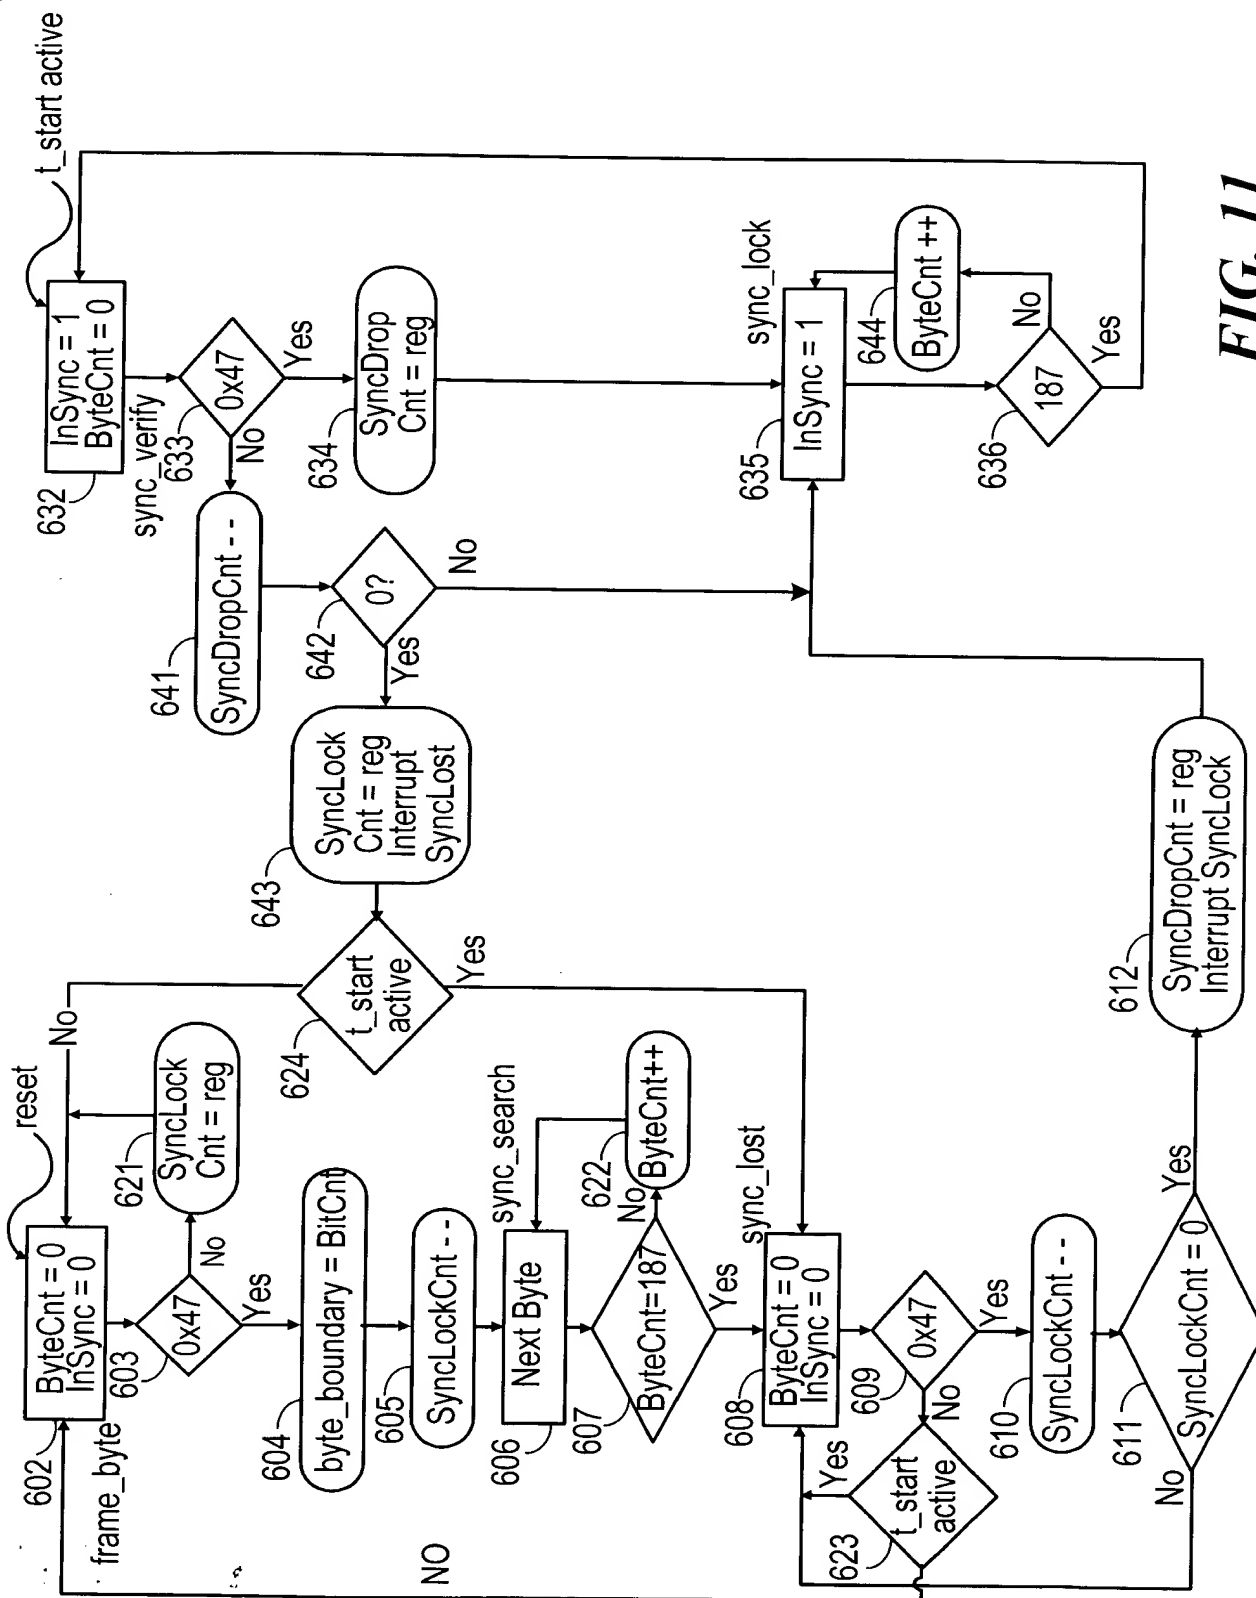 reset
602
ByteCnt = 0
InSync = 0
frame_byte
603
0x47
No
Yes
621
SyncLock
Cnt = reg
No
604
byte_boundary = BitCnt
605
SyncLockCnt - -
606
Next Byte
sync_search
607
ByteCnt=187
No
Yes
622
ByteCnt++
NO
608
ByteCnt = 0
InSync = 0
sync_lost
609
0x47
No
Yes
623
t_start
active
Yes
610
SyncLockCnt - -
611
SyncLockCnt = 0
No
Yes
612
SyncDropCnt = reg
Interrupt SyncLock
624
t_start
active
Yes
643
SyncLock
Cnt = reg
Interrupt
SyncLost
642
0?
Yes
No
641
SyncDropCnt - -
t_start active
632
InSync = 1
ByteCnt = 0
sync_verify
633
0x47
No
Yes
634
SyncDrop
Cnt = reg
635
InSync = 1
sync_lock
644
ByteCnt ++
636
187
No
Yes
FIG. 11